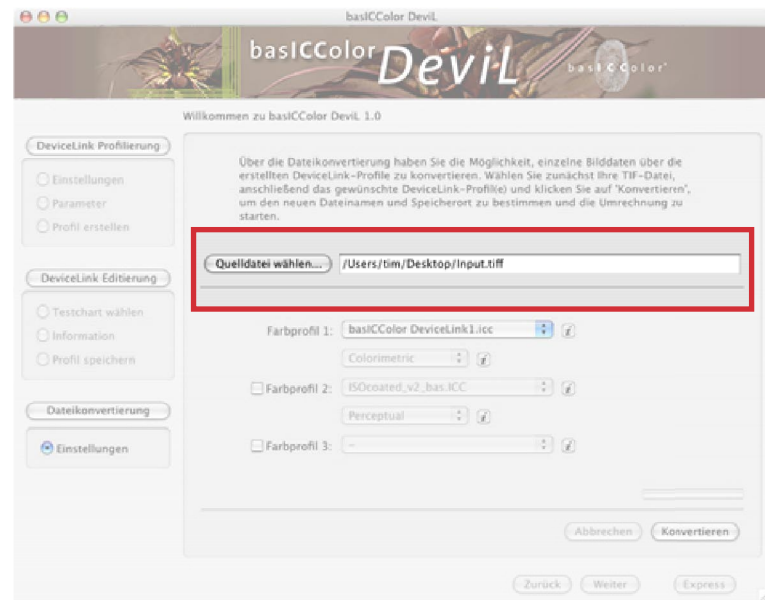 basICColor DeviL
basICColor DeviL
basICColor®
Willkommen zu basICColor DeviL 1.0
DeviceLink Profilierung
Einstellungen
Parameter
Profil erstellen
DeviceLink Editierung
Testchart wählen
Information
Profil speichern
Dateikonvertierung
Einstellungen
Über die Dateikonvertierung haben Sie die Möglichkeit, einzelne Bilddaten über die
erstellten DeviceLink-Profile zu konvertieren. Wählen Sie zunächst Ihre TIF-Datei,
anschließend das gewünschte DeviceLink-Profil(e) und klicken Sie auf 'Konvertieren',
um den neuen Dateinamen und Speicherort zu bestimmen und die Umrechnung zu
starten.
Quelldatei wählen... /Users/tim/Desktop/Input.tiff
Farbprofil 1: basICColor DeviceLink1.icc i
Colorimetric i
Farbprofil 2: ISOcoated_v2_bas.ICC i
Perceptual i
Farbprofil 3: – i
Abbrechen Konvertieren
Zurück Weiter Express